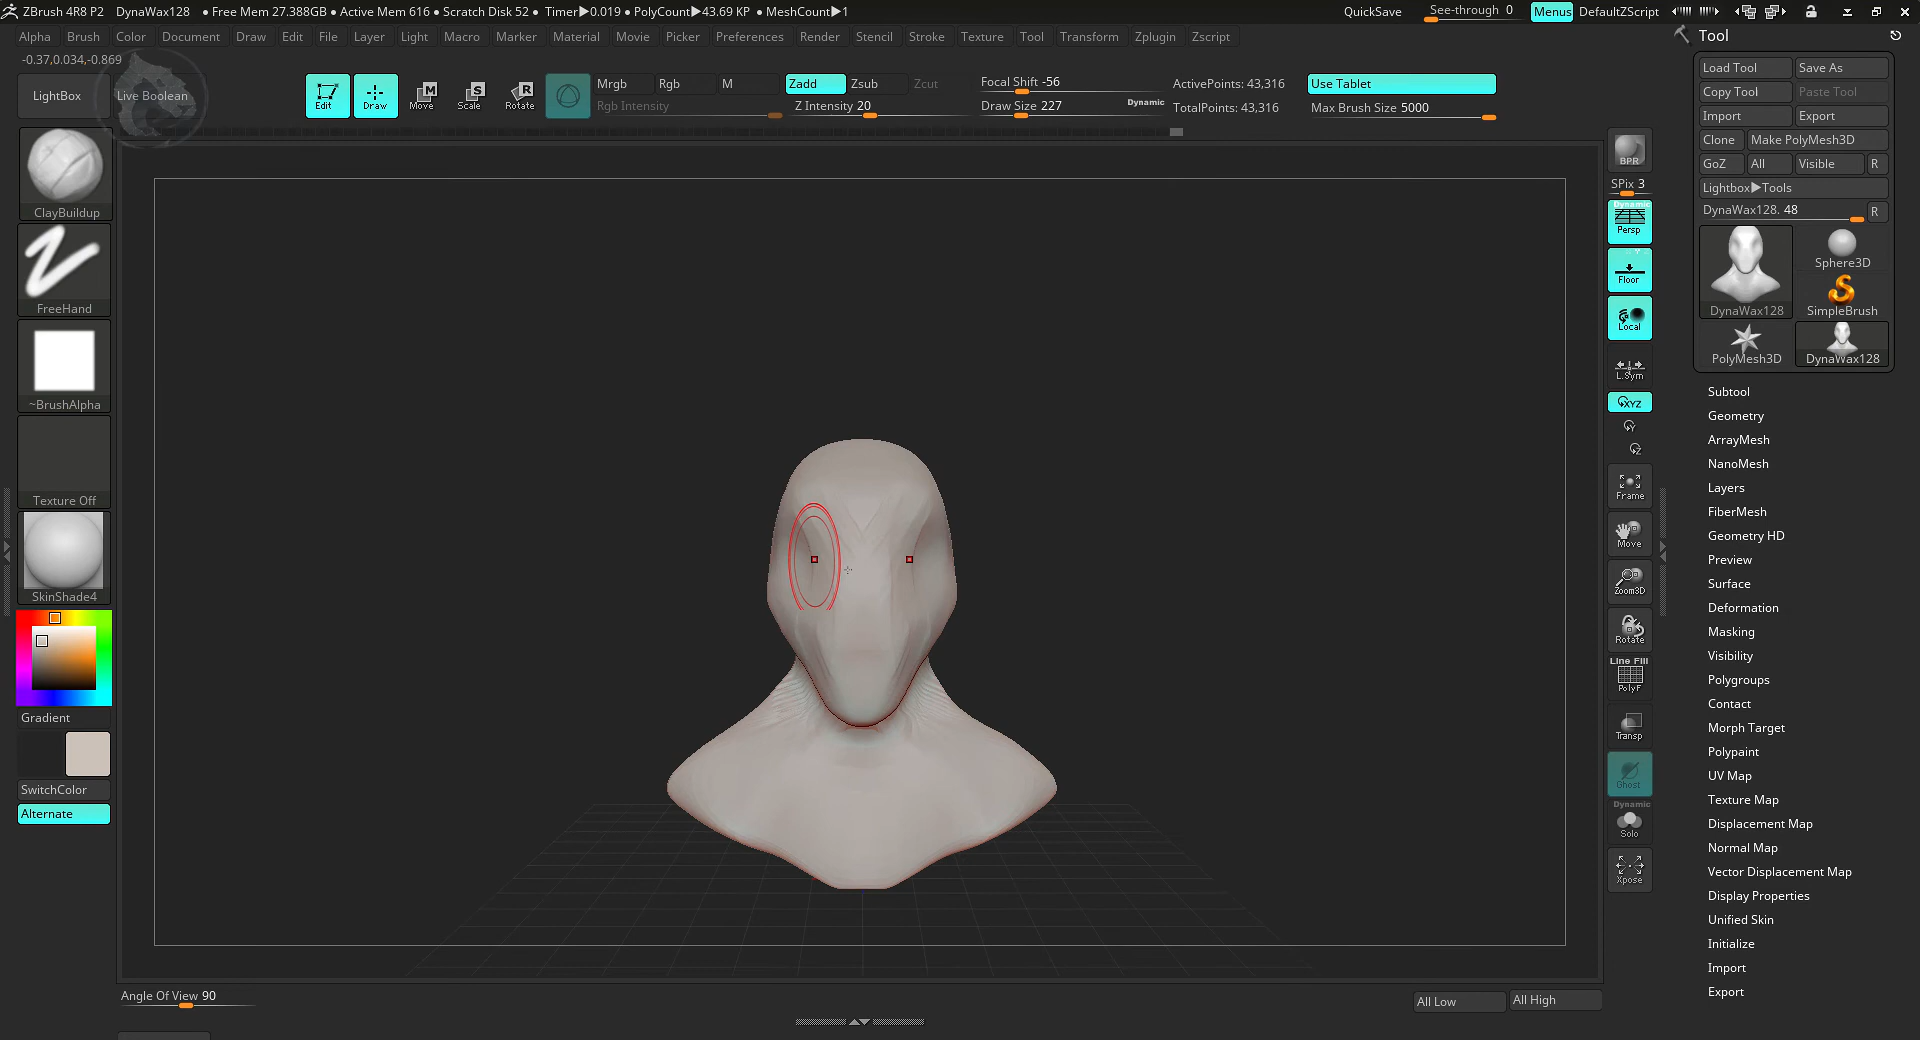 ZBrush 4R8 P2 DynaWax128 • Free Mem 27.388GB • Active Mem 616 • Scratch Disk 52 • Timer▶0.019 • PolyCount▶43.69 KP • MeshCount▶1 QuickSave See-through 0 Menus DefaultZScript
Alpha Brush Color Document Draw Edit File Layer Light Macro Marker Material Movie Picker Preferences Render Stencil Stroke Texture Tool Transform Zplugin Zscript
-0.37,0.034,-0.869
LightBox
Live Boolean
Edit
Draw
Move
Scale
Rotate
Mrgb Rgb M
Rgb Intensity
Zadd Zsub Zcut
Z Intensity 20
Focal Shift -56
Draw Size 227
Dynamic
ActivePoints: 43,316
TotalPoints: 43,316
Use Tablet
Max Brush Size 5000
ClayBuildup
FreeHand
~BrushAlpha
Texture Off
SkinShade4
Gradient
SwitchColor
Alternate
BPR
SPix 3
Dynamic
Persp
Floor
Local
L.Sym
XYZ
Y
Z
Frame
Move
Zoom3D
Rotate
Line Fill
PolyF
Transp
Ghost
Dynamic
Solo
Xpose
Tool
Load Tool Save As
Copy Tool Paste Tool
Import Export
Clone Make PolyMesh3D
GoZ All Visible R
Lightbox▶Tools
DynaWax128. 48 R
DynaWax128
Sphere3D
SimpleBrush
PolyMesh3D
DynaWax128
Subtool
Geometry
ArrayMesh
NanoMesh
Layers
FiberMesh
Geometry HD
Preview
Surface
Deformation
Masking
Visibility
Polygroups
Contact
Morph Target
Polypaint
UV Map
Texture Map
Displacement Map
Normal Map
Vector Displacement Map
Display Properties
Unified Skin
Initialize
Import
Export
Angle Of View 90
All Low All High